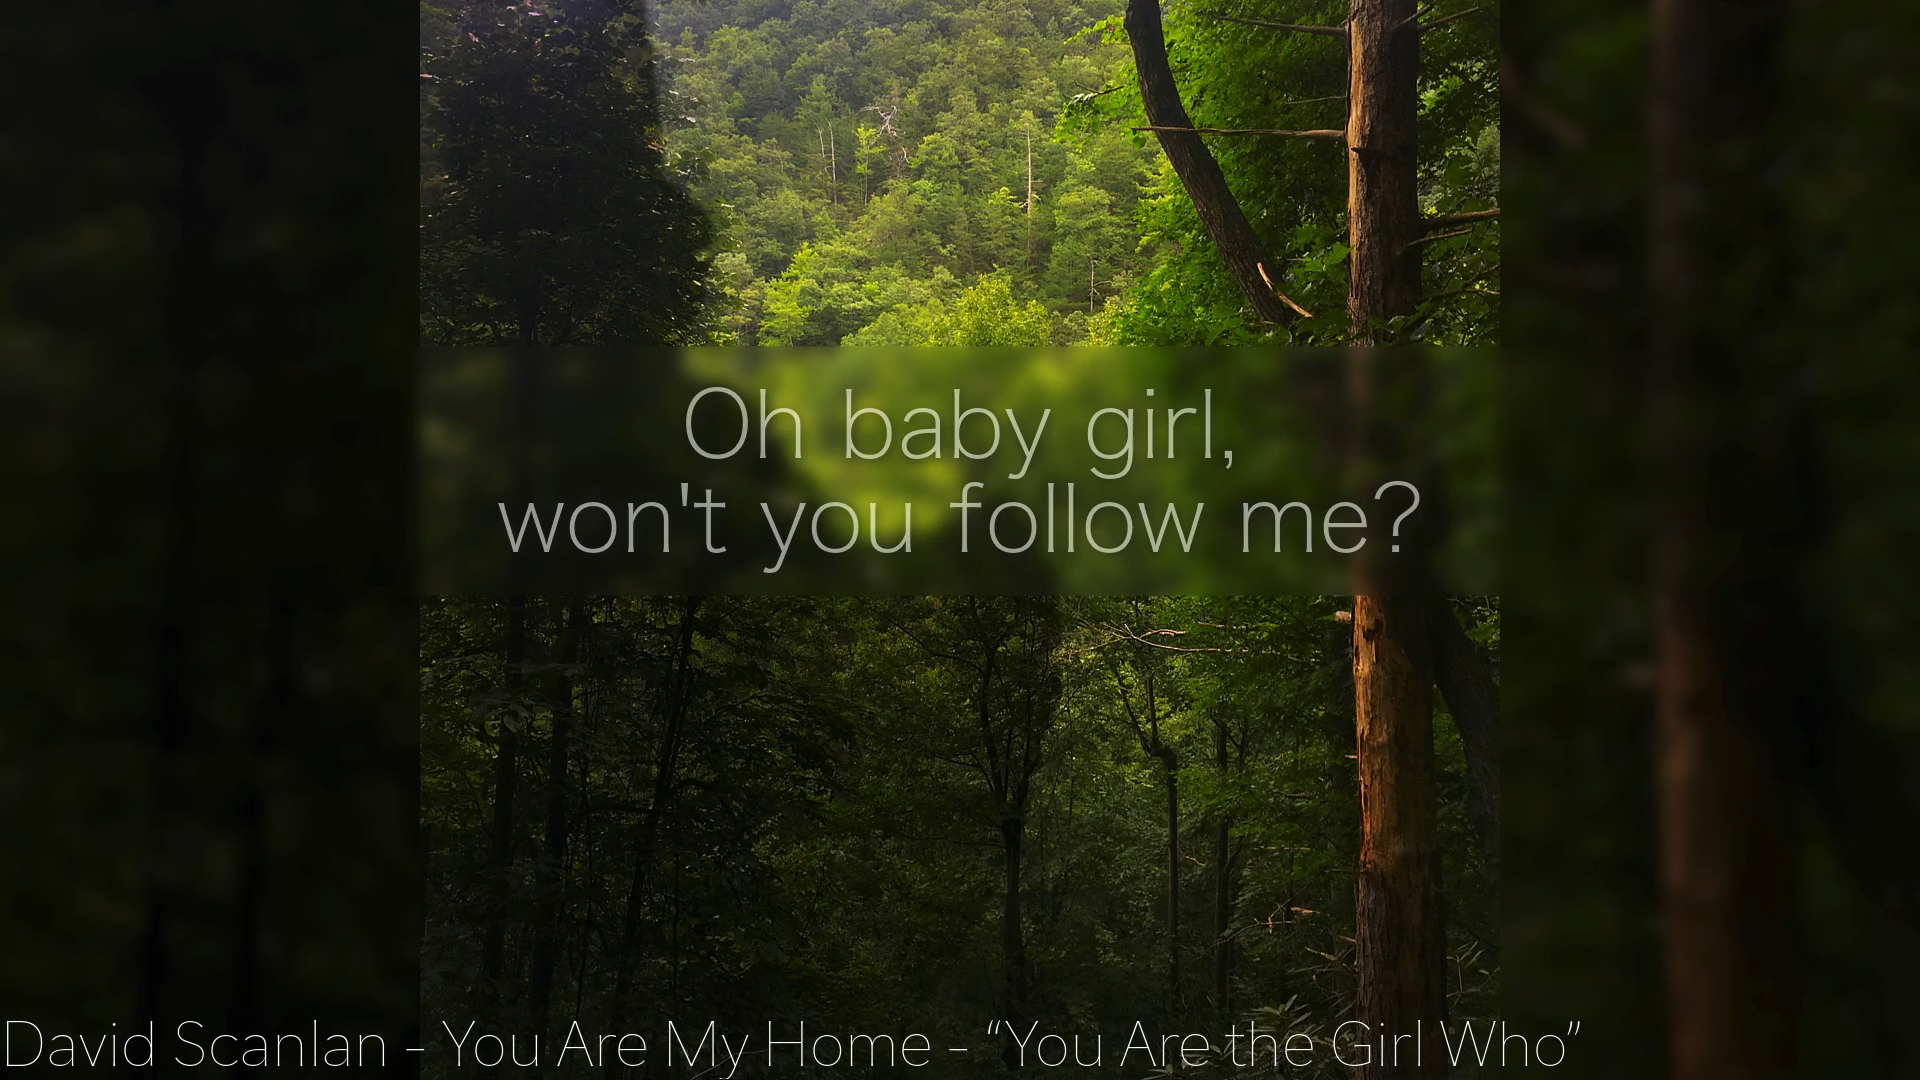 Oh baby girl,
won't you follow me?
David Scanlan – You Are My Home – “You Are the Girl Who”